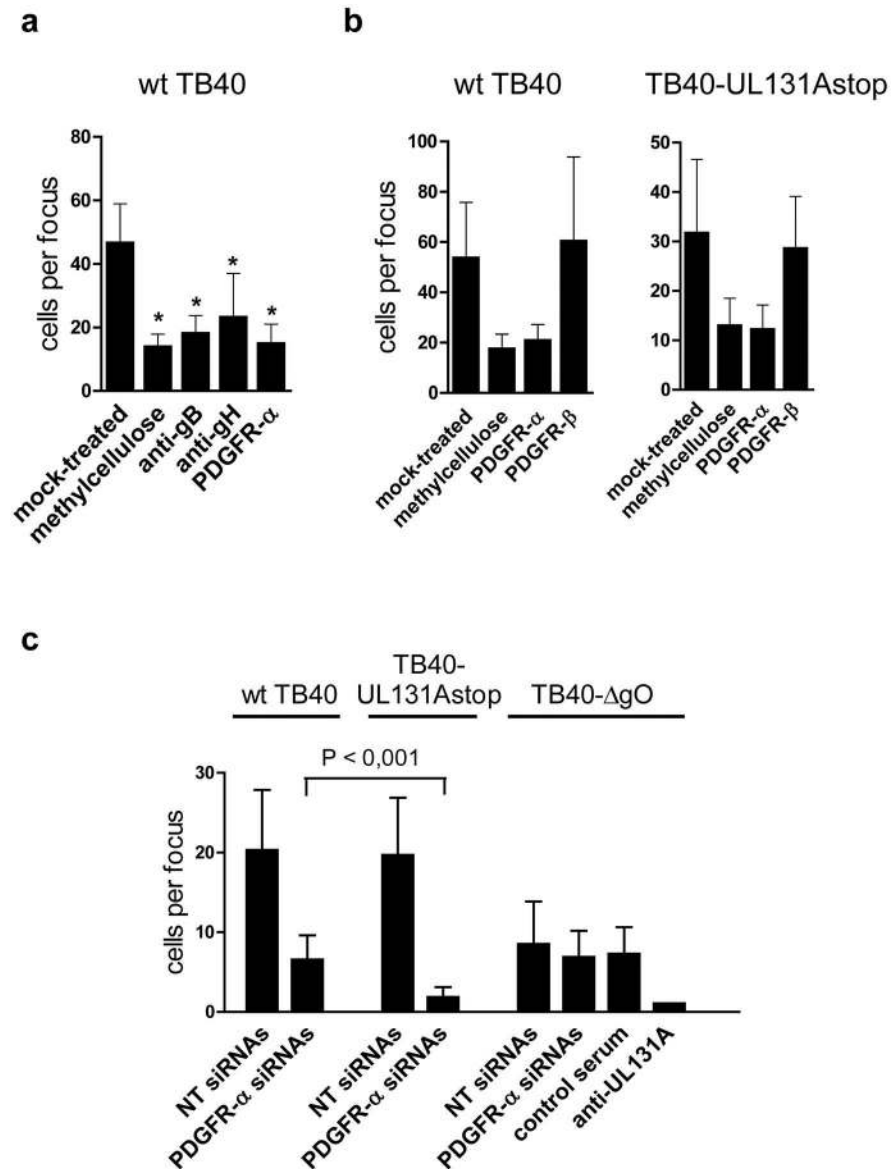 a
wt TB40
cells per focus
80
60
40
20
0
*
*
*
*
mock-treated
methylcellulose
anti-gB
anti-gH
PDGFR-α
b
wt TB40
cells per focus
100
80
60
40
20
0
mock-treated
methylcellulose
PDGFR-α
PDGFR-β
TB40-UL131Astop
50
40
30
20
10
0
mock-treated
methylcellulose
PDGFR-α
PDGFR-β
c
wt TB40
TB40-
UL131Astop
TB40-ΔgO
P < 0,001
cells per focus
30
20
10
0
NT siRNAs
PDGFR-α siRNAs
NT siRNAs
PDGFR-α siRNAs
NT siRNAs
PDGFR-α siRNAs
control serum
anti-UL131A